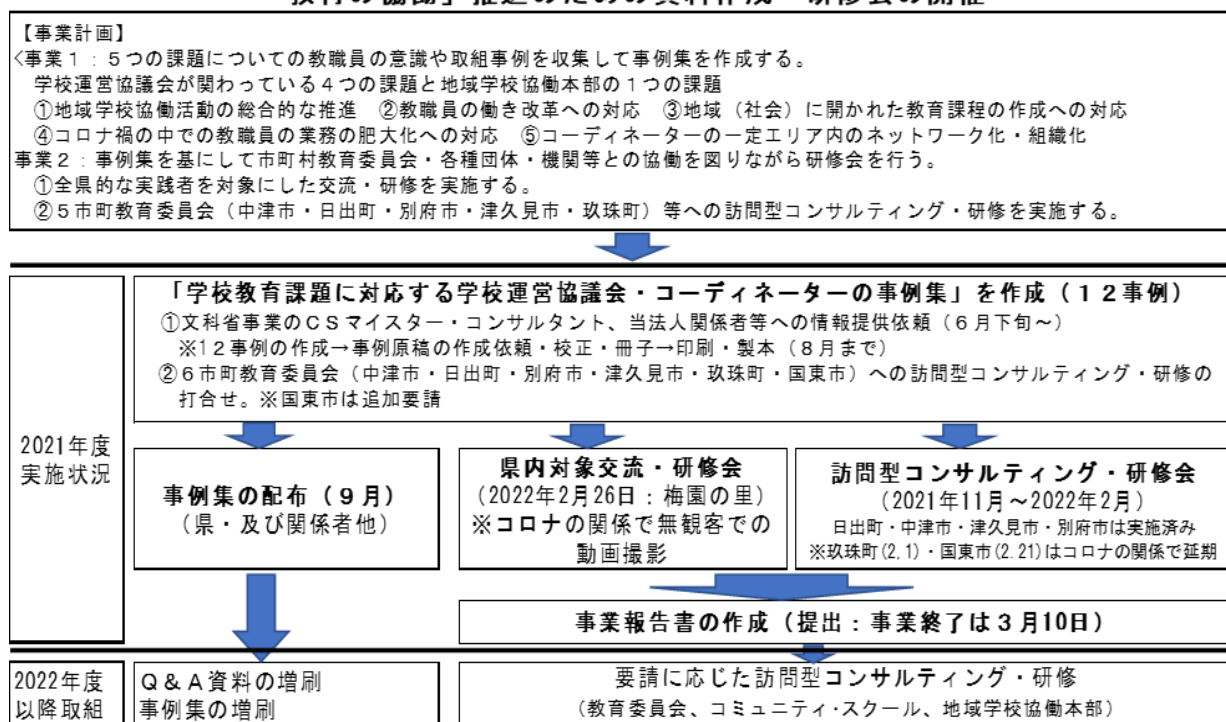 【事業計画】
<事業１：５つの課題についての教職員の意識や取組事例を収集して事例集を作成する。
学校運営協議会が関わっている４つの課題と地域学校協働本部の１つの課題
①地域学校協働活動の総合的な推進　②教職員の働き改革への対応　③地域（社会）に開かれた教育課程の作成への対応
④コロナ禍の中での教職員の業務の肥大化への対応　⑤コーディネーターの一定エリア内のネットワーク化・組織化
事業２：事例集を基にして市町村教育委員会・各種団体・機関等との協働を図りながら研修会を行う。
①全県的な実践者を対象にした交流・研修を実施する。
②５市町教育委員会（中津市・日出町・別府市・津久見市・玖珠町）等への訪問型コンサルティング・研修を実施する。
2021年度
実施状況
「学校教育課題に対応する学校運営協議会・コーディネーターの事例集」を作成（１２事例）
①文科省事業のＣＳマイスター・コンサルタント、当法人関係者等への情報提供依頼（６月下旬～）
※12事例の作成→事例原稿の作成依頼・校正・冊子→印刷・製本（８月まで）
②６市町教育委員会（中津市・日出町・別府市・津久見市・玖珠町・国東市）への訪問型コンサルティング・研修の
打合せ。※国東市は追加要請
事例集の配布（９月）
（県・及び関係者他）
県内対象交流・研修会
(2022年2月26日：梅園の里)
※コロナの関係で無観客での
動画撮影
訪問型コンサルティング・研修会
(2021年11月～2022年2月)
日出町・中津市・津久見市・別府市は実施済み
※玖珠町(2,1)・国東市(2.21)はコロナの関係で延期
事業報告書の作成（提出：事業終了は３月10日）
2022年度
以降取組
Ｑ＆Ａ資料の増刷
事例集の増刷
要請に応じた訪問型コンサルティング・研修
（教育委員会、コミュニティ・スクール、地域学校協働本部）